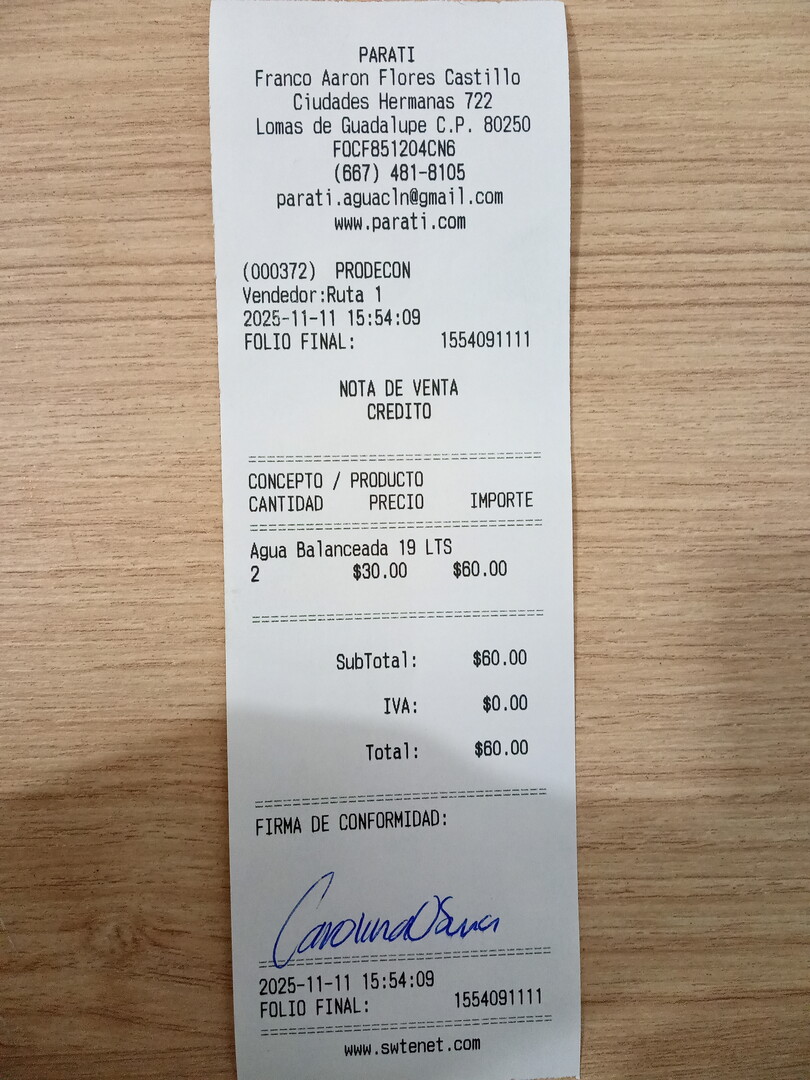 PARATI
Franco Aaron Flores Castillo
Ciudades Hermanas 722
Lomas de Guadalupe C.P. 80250
FOCF851204CN6
(667) 481-8105
parati.aguacln@gmail.com
www.parati.com
(000372) PRODECON
Vendedor:Ruta 1
2025-11-11 15:54:09
FOLIO FINAL: 1554091111
NOTA DE VENTA
CREDITO
================================
CONCEPTO / PRODUCTO
CANTIDAD PRECIO IMPORTE
================================
Agua Balanceada 19 LTS
2 $30.00 $60.00
================================
SubTotal: $60.00
IVA: $0.00
Total: $60.00
================================
FIRMA DE CONFORMIDAD:
Carolina
================================
2025-11-11 15:54:09
FOLIO FINAL: 1554091111
================================
www.swtenet.com